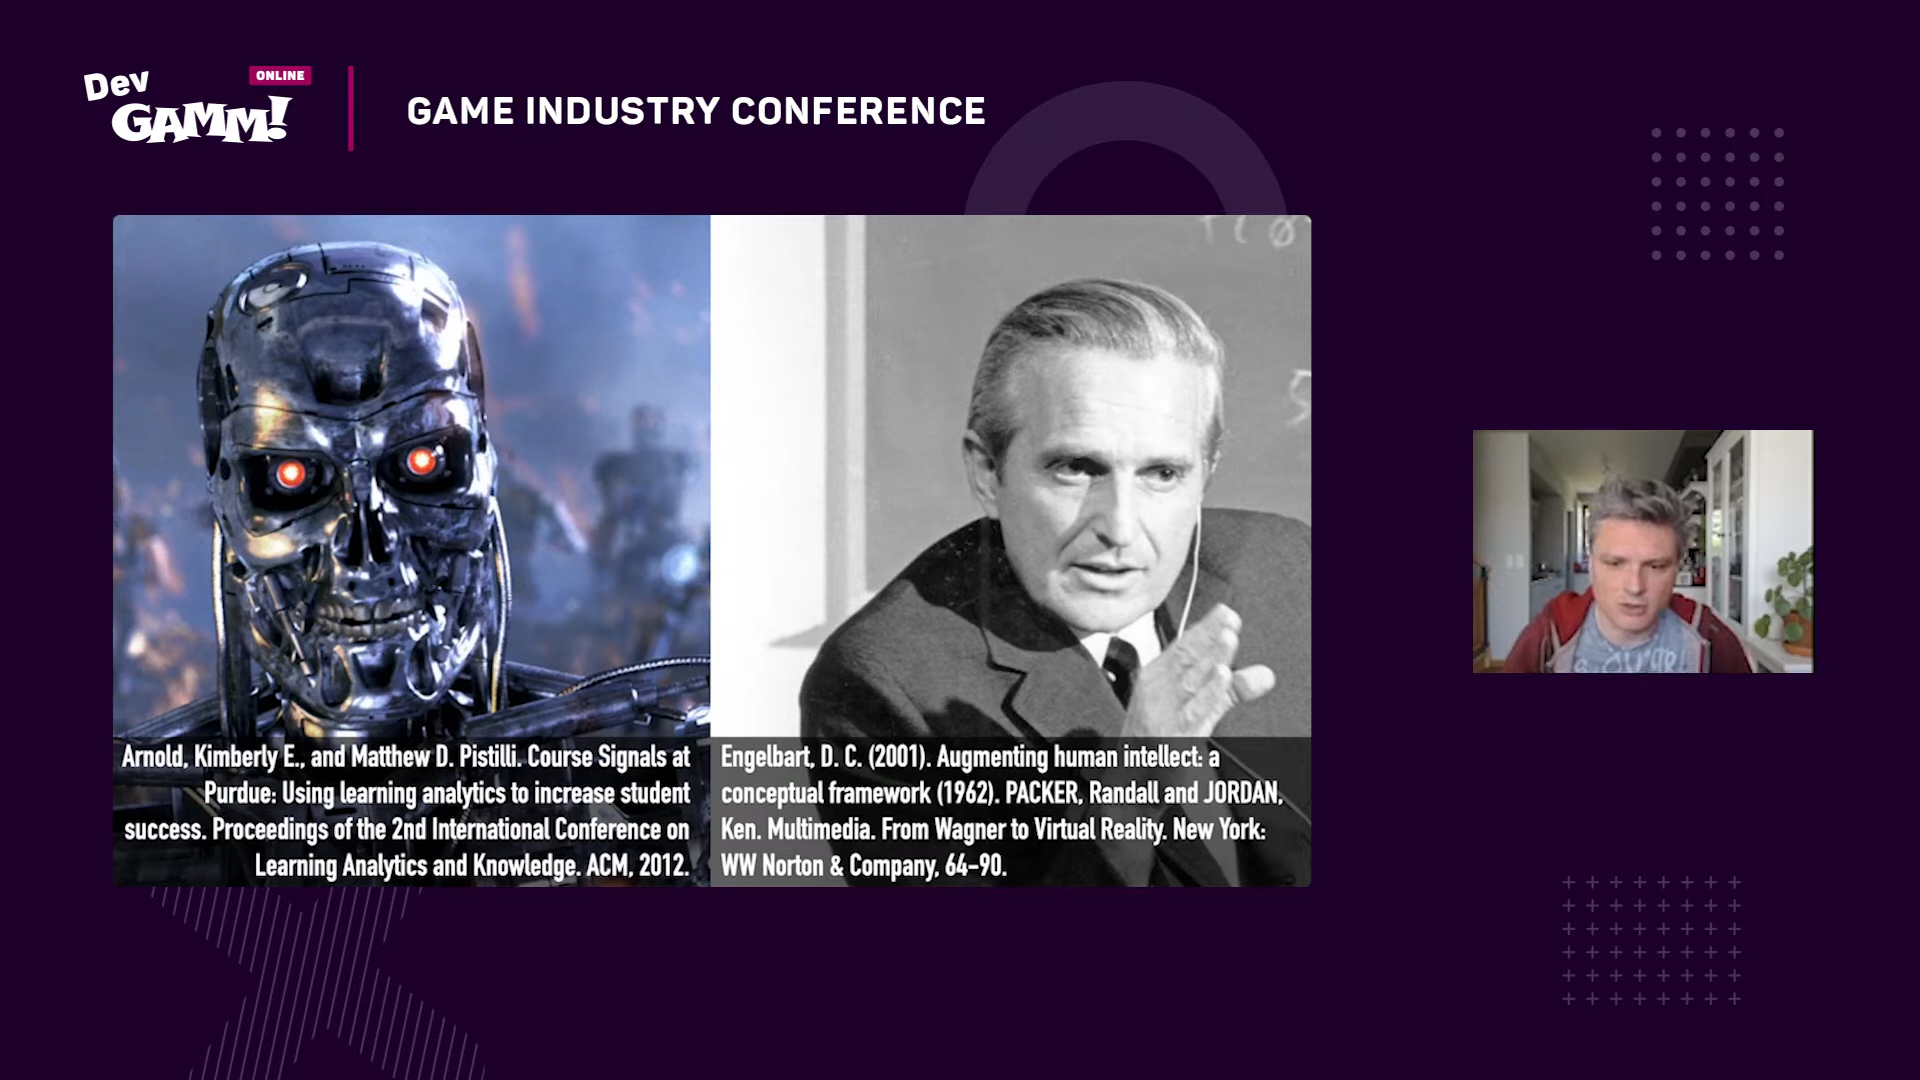 Dev
GAMM!
ONLINE
GAME INDUSTRY CONFERENCE
Arnold, Kimberly E., and Matthew D. Pistilli. Course Signals at
Purdue: Using learning analytics to increase student
success. Proceedings of the 2nd International Conference on
Learning Analytics and Knowledge. ACM, 2012.
Engelbart, D. C. (2001). Augmenting human intellect: a
conceptual framework (1962). PACKER, Randall and JORDAN,
Ken. Multimedia. From Wagner to Virtual Reality. New York:
WW Norton & Company, 64–90.